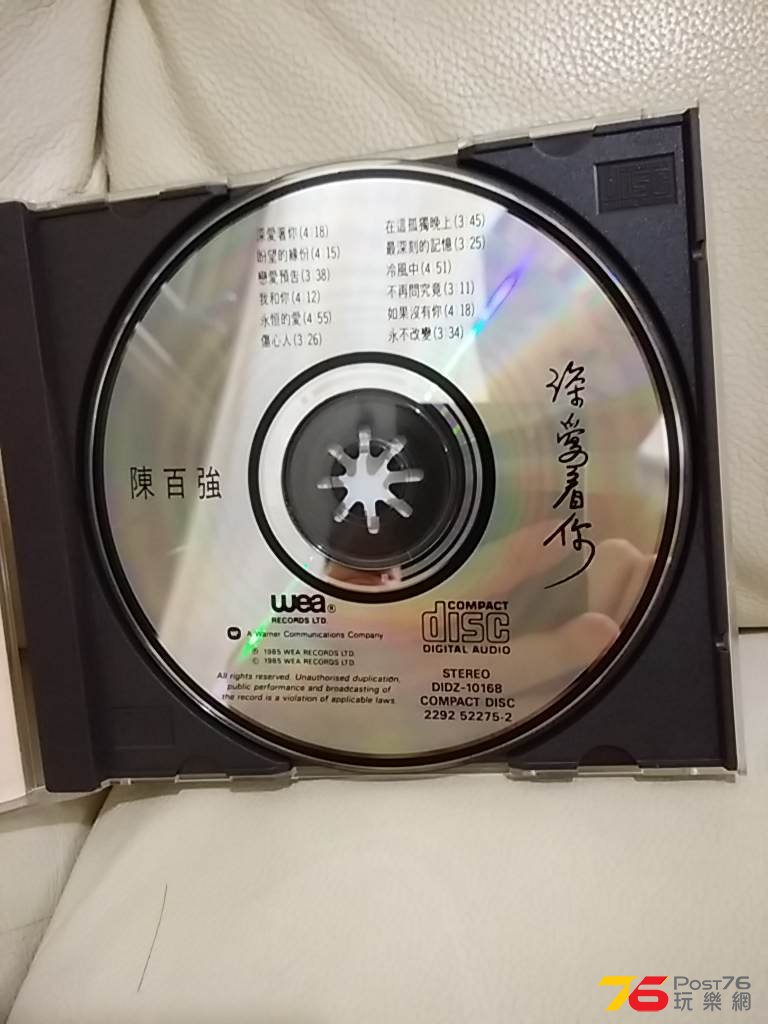 深愛著你(4:18)
盼望的緣份(4:15)
戀愛預告(3:38)
我和你(4:12)
永恒的愛(4:55)
傷心人(3:26)
在這孤獨晚上(3:45)
最深刻的記憶(3:25)
冷風中(4:51)
不再問究竟(3:11)
如果沒有你(4:18)
永不改變(3:34)
深愛着你
陳百強
wea®
RECORDS LTD.
A Warner Communications Company
℗ 1985 WEA RECORDS LTD.
© 1985 WEA RECORDS LTD.
All rights reserved. Unauthorised duplication,
public performance and broadcasting of
the record is a violation of applicable laws.
COMPACT
disc
DIGITAL AUDIO
STEREO
DIDZ-10168
COMPACT DISC
2292 52275-2
disc
76 POST76
玩樂網